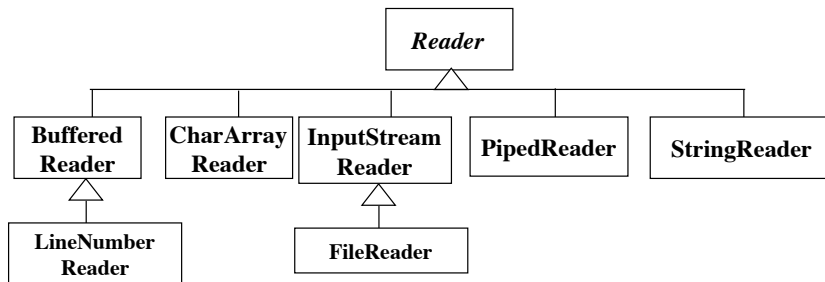 Reader
Buffered
Reader
CharArray
Reader
InputStream
Reader
PipedReader
StringReader
LineNumber
Reader
FileReader